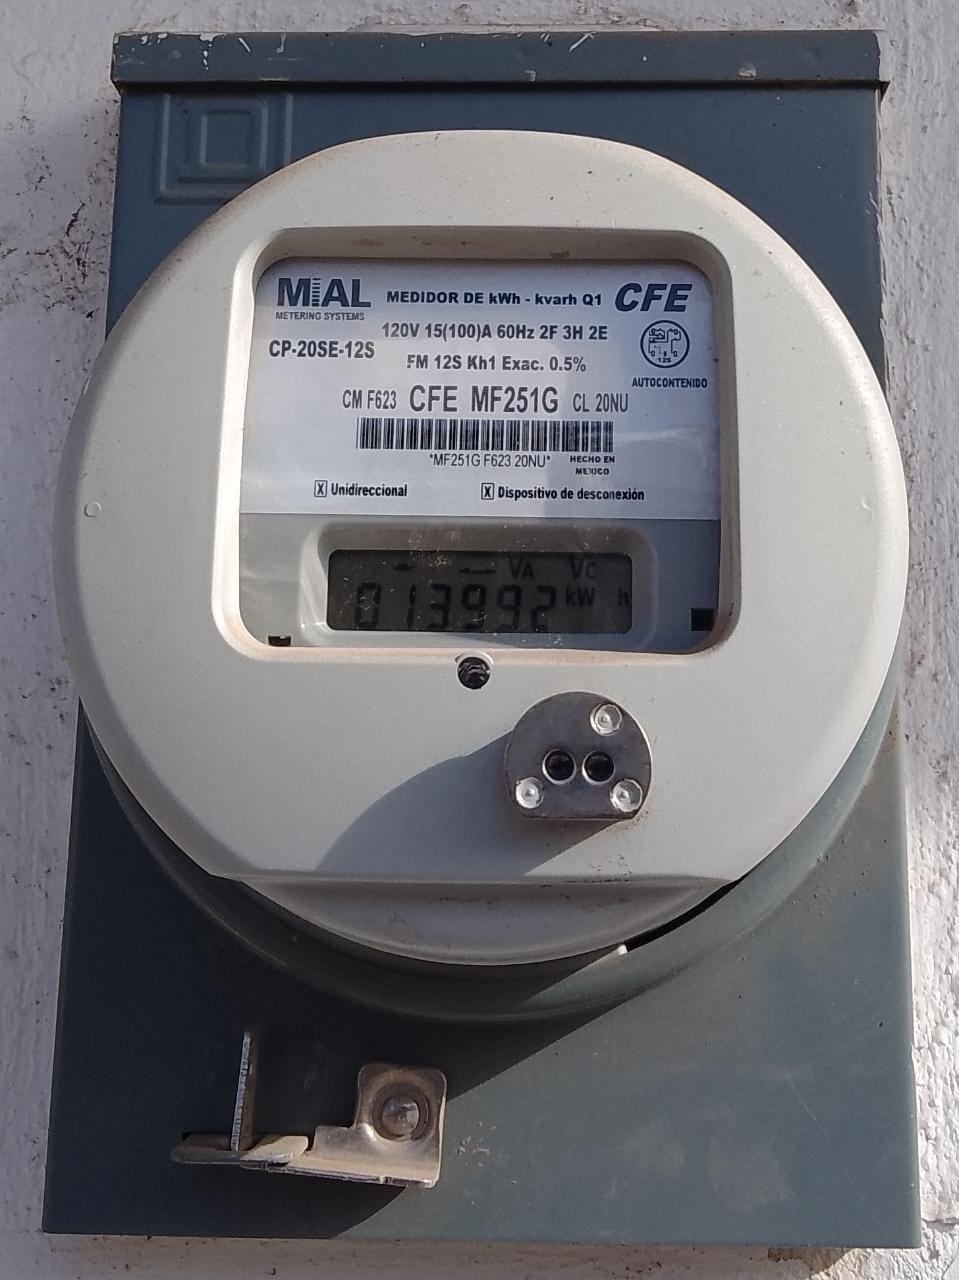 MIAL
METERING SYSTEMS
MEDIDOR DE kWh - kvarh Q1
CFE
120V 15(100)A 60Hz 2F 3H 2E
CP-20SE-12S
FM 12S Kh1 Exac. 0.5%
12S
AUTOCONTENIDO
CM F623 CFE MF251G CL 20NU
*MF251G F623 20NU*
HECHO EN
MEXICO
X Unidireccional
X Dispositivo de desconexión
VA VC
013992 kW h